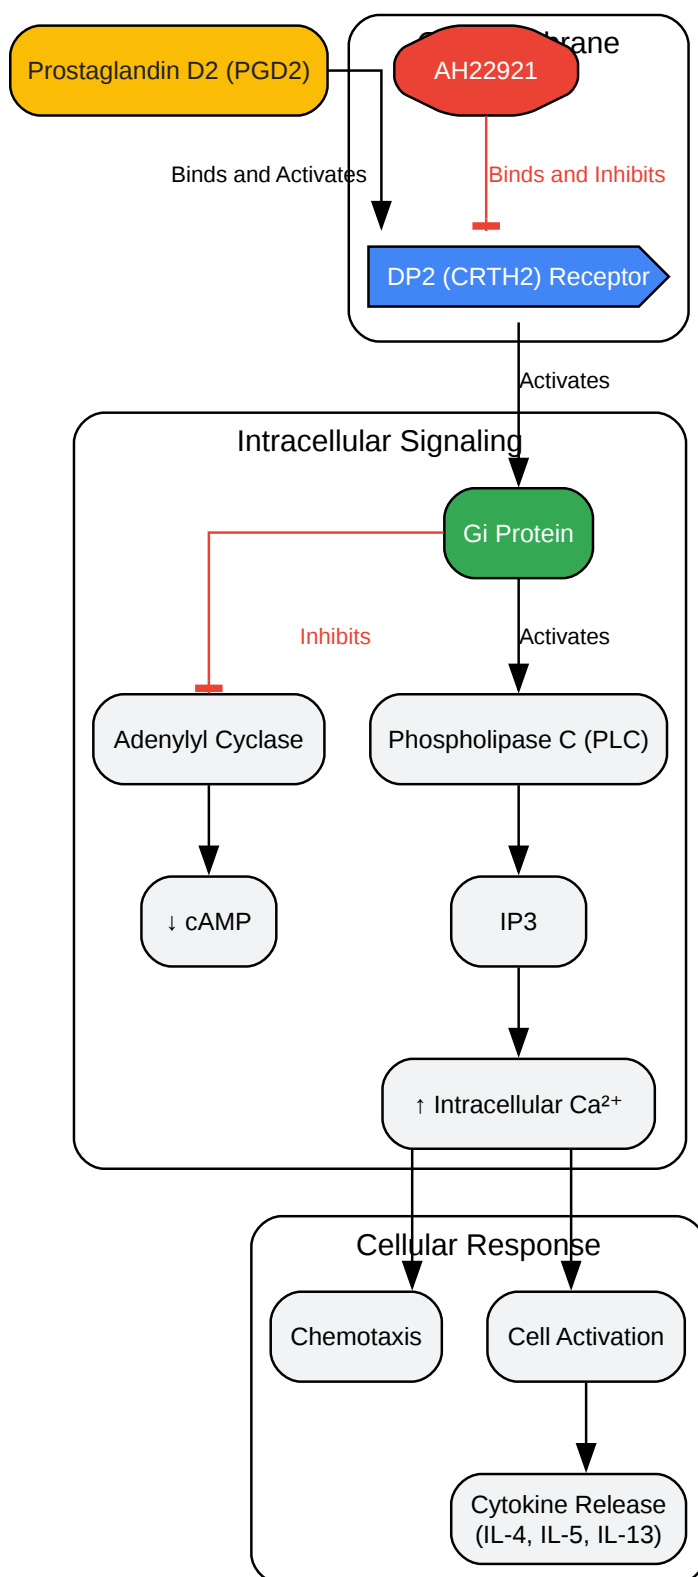 Prostaglandin D2 (PGD2)
AH22921
Binds and Activates
Binds and Inhibits
DP2 (CRTH2) Receptor
Activates
Intracellular Signaling
Gi Protein
Inhibits
Activates
Adenylyl Cyclase
Phospholipase C (PLC)
↓ cAMP
IP3
↑ Intracellular Ca²⁺
Cellular Response
Chemotaxis
Cell Activation
Cytokine Release
(IL-4, IL-5, IL-13)